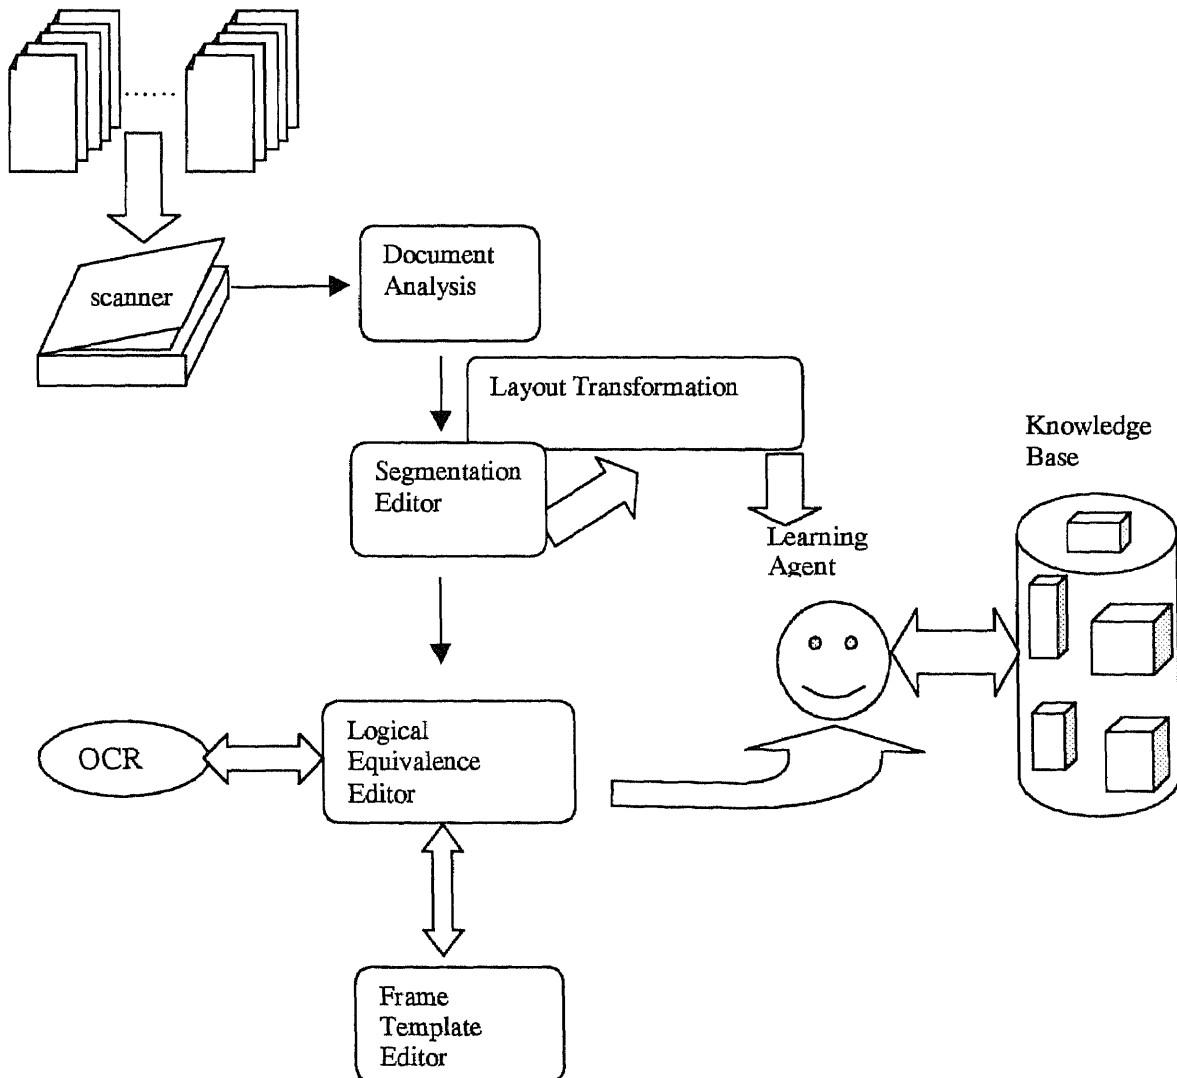 scanner
Document
Analysis
Layout Transformation
Segmentation
Editor
Knowledge
Base
Learning
Agent
OCR
Logical
Equivalence
Editor
Frame
Template
Editor